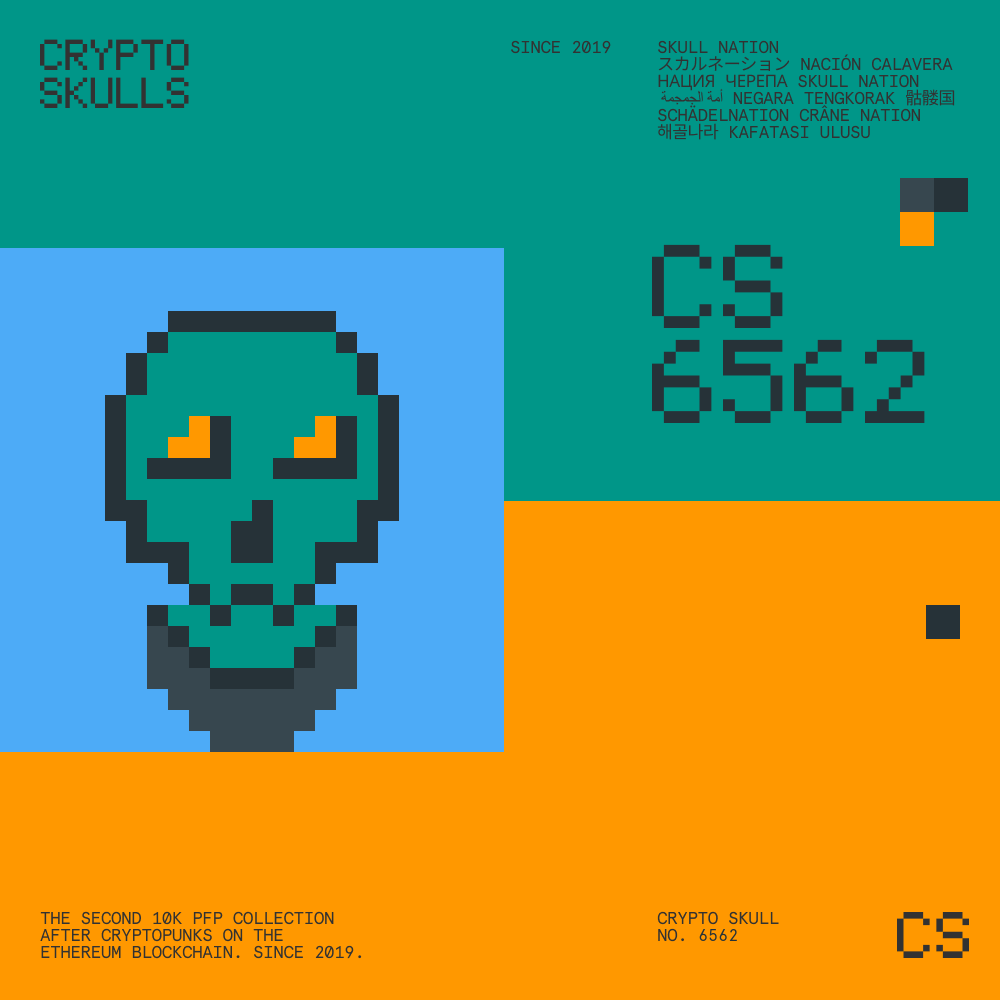 CRYPTO
SKULLS
SINCE 2019
SKULL NATION
スカルネーション NACIÓN CALAVERA
НАЦИЯ ЧЕРЕПА SKULL NATION
أمة الجمجمة NEGARA TENGKORAK 骷髅国
SCHÄDELNATION CRÂNE NATION
해골나라 KAFATASI ULUSU
CS
6562
THE SECOND 10K PFP COLLECTION
AFTER CRYPTOPUNKS ON THE
ETHEREUM BLOCKCHAIN. SINCE 2019.
CRYPTO SKULL
NO. 6562
CS